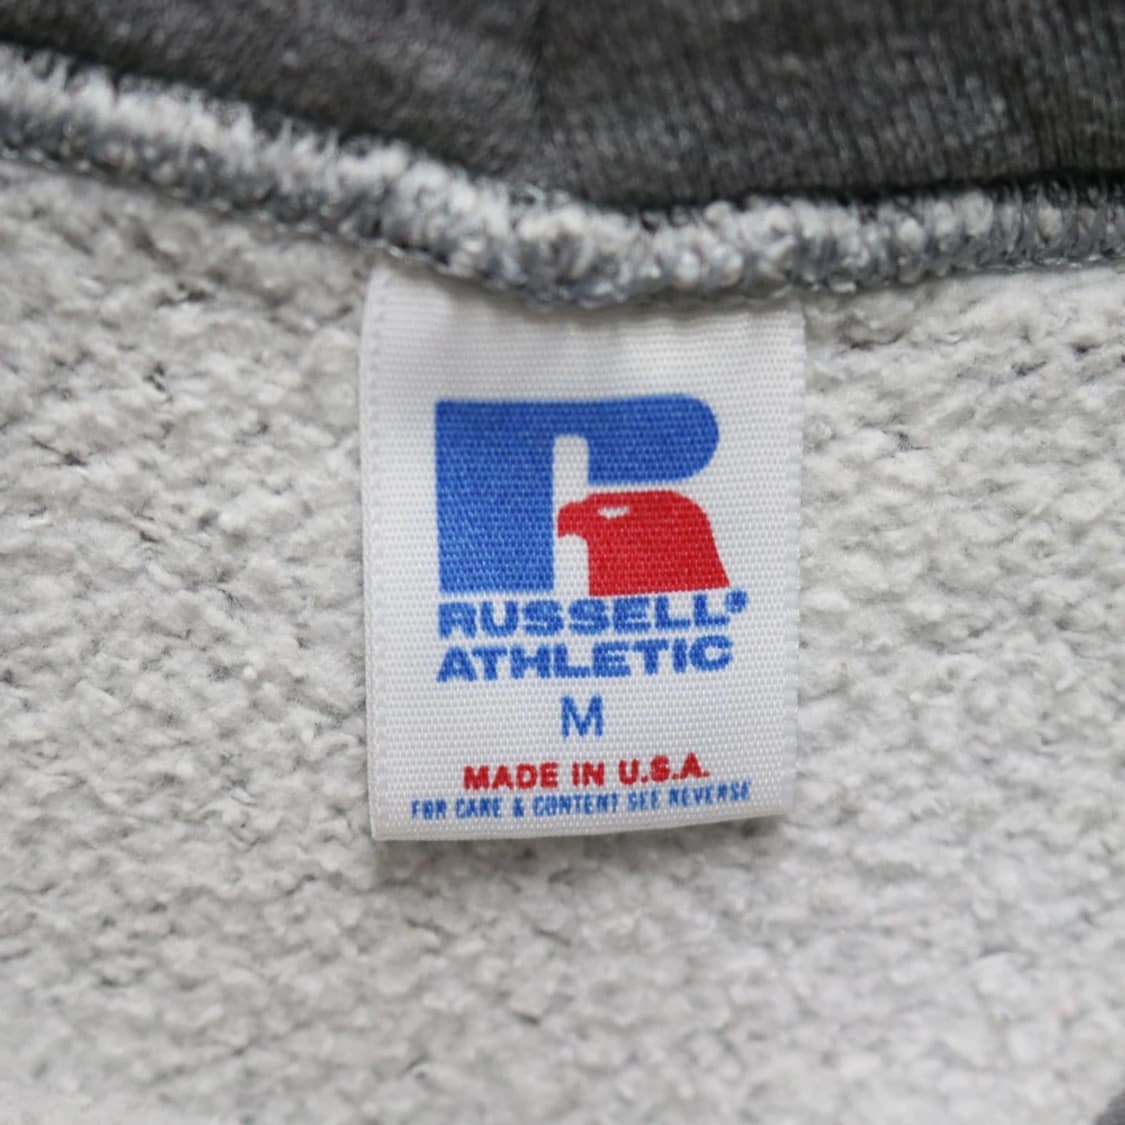 RUSSELL®
ATHLETIC
M
MADE IN U.S.A.
FOR CARE & CONTENT SEE REVERSE